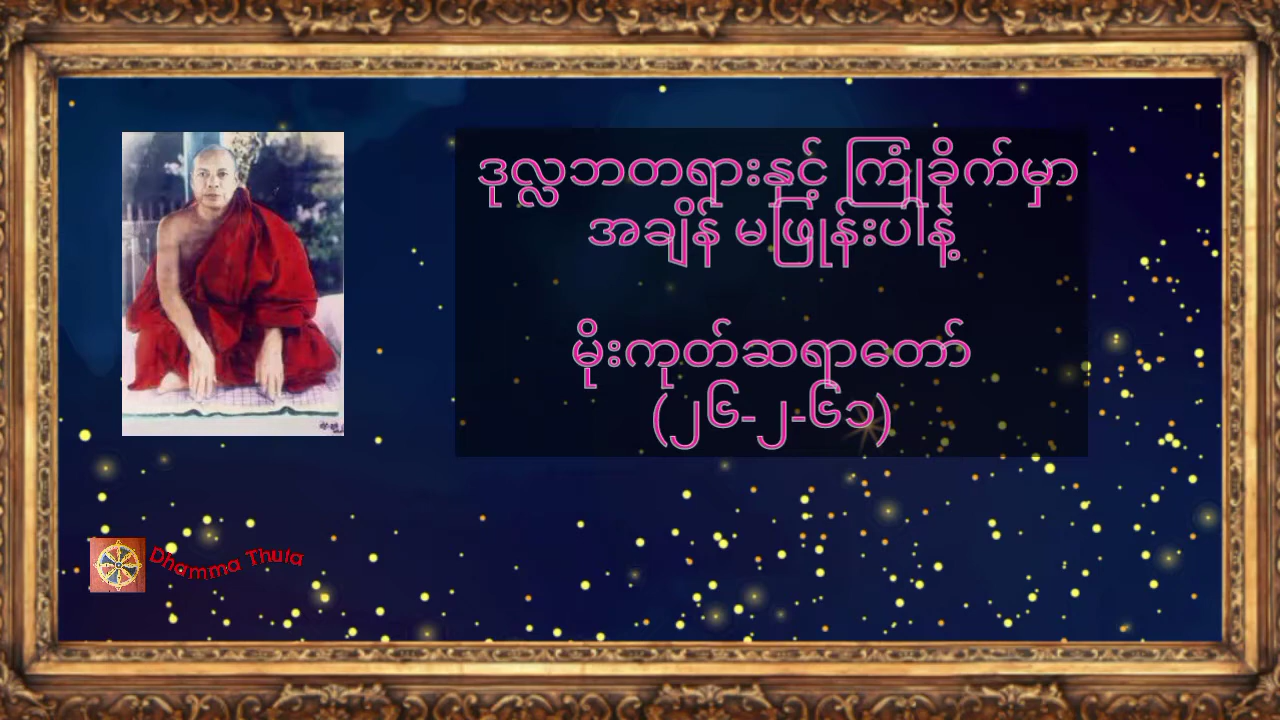 ဒုလ္လဘတရားနှင့် ကြုံခိုက်မှာ
အချိန် မဖြုန်းပါနဲ့
မိုးကုတ်ဆရာတော်
(၂၆-၂-၆၁)
Dhamma Thula